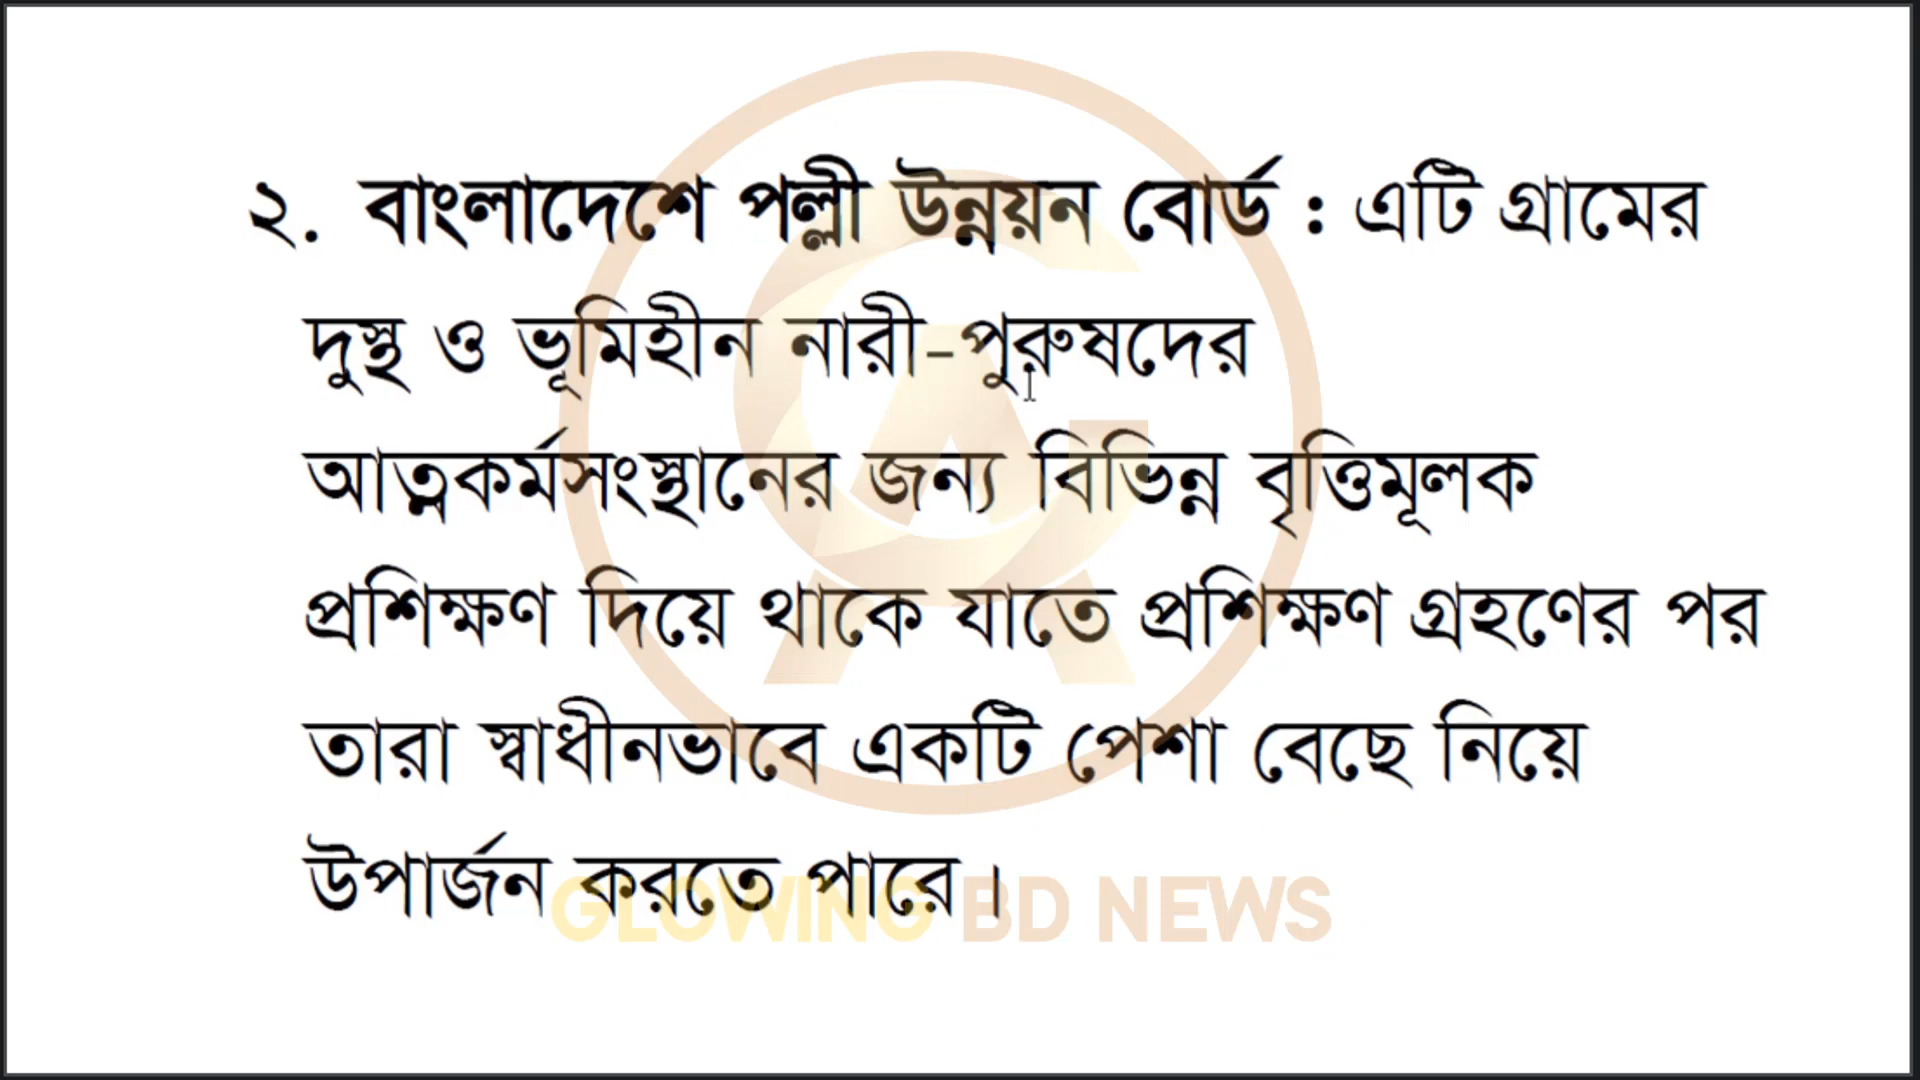 ২. বাংলাদেশে পল্লী উন্নয়ন বোর্ড : এটি গ্রামের
দুস্থ ও ভূমিহীন নারী-পুরুষদের
আত্নকর্মসংস্থানের জন্য বিভিন্ন বৃত্তিমূলক
প্রশিক্ষণ দিয়ে থাকে যাতে প্রশিক্ষণ গ্রহণের পর
তারা স্বাধীনভাবে একটি পেশা বেছে নিয়ে
উপার্জন করতে পারে।
GLOWING BD NEWS